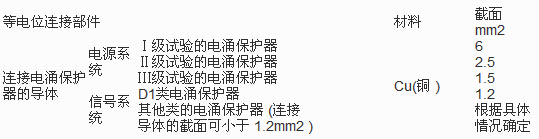 等电位连接部件 材料 截面
mm2
连接电涌保护
器的导体
电源系
统
Ⅰ级试验的电涌保护器 6
Ⅱ级试验的电涌保护器 2.5
III级试验的电涌保护器 1.5
信号系
统
D1类电涌保护器 1.2
其他类的电涌保护器 (连接
导体的截面可小于 1.2mm2 )
Cu(铜 )
根据具体
情况确定